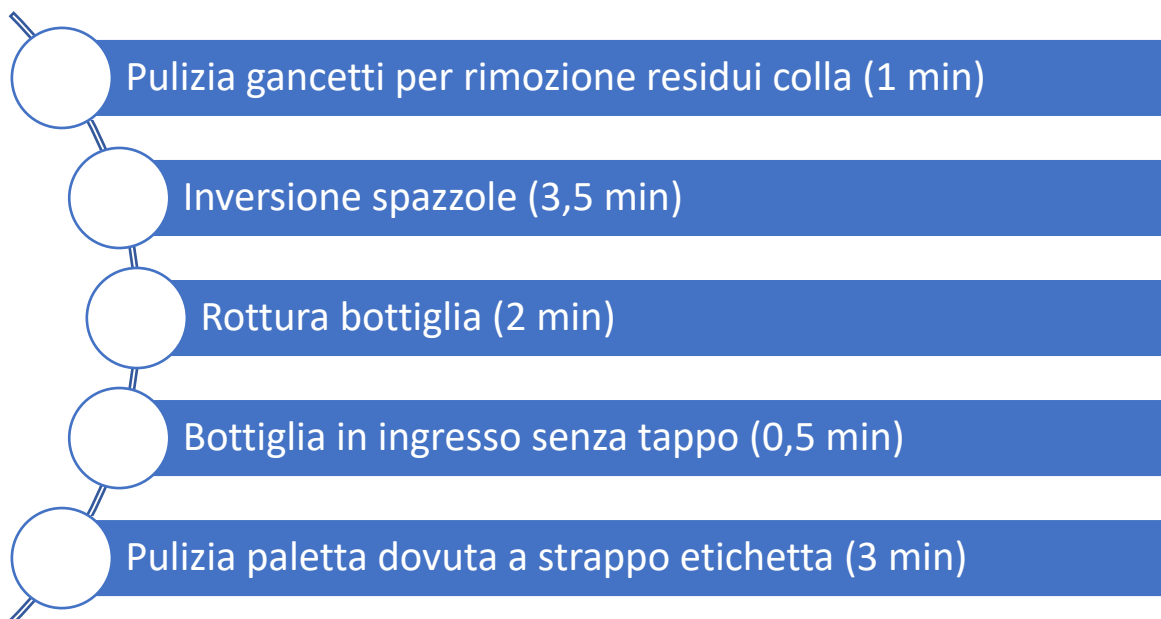 Pulizia gancetti per rimozione residui colla (1 min)
Inversione spazzole (3,5 min)
Rottura bottiglia (2 min)
Bottiglia in ingresso senza tappo (0,5 min)
Pulizia paletta dovuta a strappo etichetta (3 min)